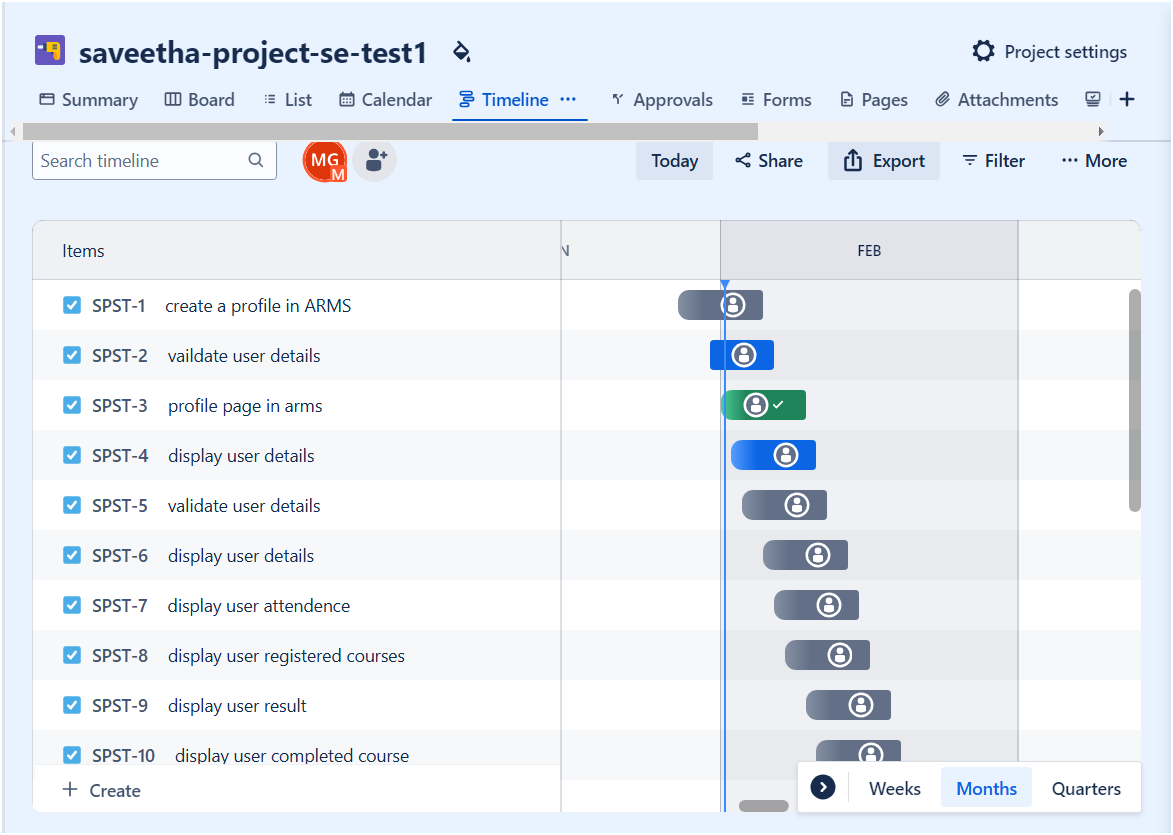 saveetha-project-se-test1
Project settings
Summary Board List Calendar Timeline Approvals Forms Pages Attachments
Search timeline MG M Today Share Export Filter More
Items N FEB
SPST-1 create a profile in ARMS
SPST-2 vaildate user details
SPST-3 profile page in arms
SPST-4 display user details
SPST-5 validate user details
SPST-6 display user details
SPST-7 display user attendence
SPST-8 display user registered courses
SPST-9 display user result
SPST-10 display user completed course
Create
Weeks Months Quarters